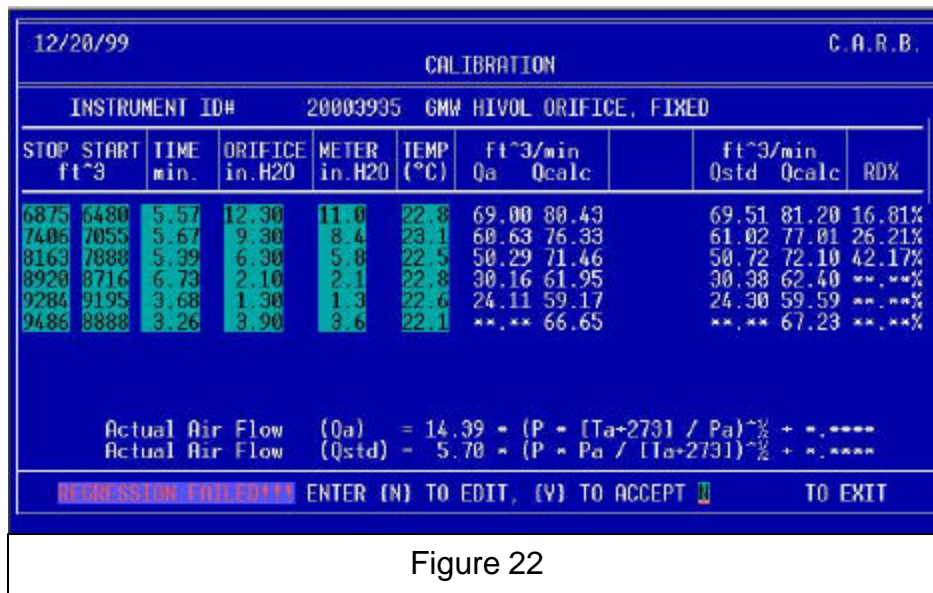 12/20/99 C.A.R.B.
CALIBRATION
INSTRUMENT ID# 20003935 GMW HIVOL ORIFICE, FIXED
STOP START TIME ORIFICE METER TEMP ft^3/min ft^3/min
ft^3 min. in.H2O in.H2O (°C) Qa Qcalc Qstd Qcalc RD%
6875 6480 5.57 12.30 11.0 22.8 69.00 80.43 69.51 81.20 16.81%
7406 7055 5.67 9.30 8.4 23.1 60.63 76.33 61.02 77.01 26.21%
8163 7888 5.39 6.30 5.8 22.5 50.29 71.46 50.72 72.10 42.17%
8920 8716 6.73 2.10 2.1 22.8 30.16 61.95 30.38 62.40 **.**%
9284 9195 3.68 1.30 1.3 22.6 24.11 59.17 24.30 59.59 **.**%
9486 8888 3.26 3.90 3.6 22.1 **.** 66.65 **.** 67.23 **.**%
Actual Air Flow (Qa) = 14.39 * (P * [Ta+273] / Pa)^½ + *.****
Actual Air Flow (Qstd) = 5.70 * (P * Pa / [Ta+273])^½ + *.****
REGRESSION FAILED!!! ENTER {N} TO EDIT, {Y} TO ACCEPT N TO EXIT
Figure 22